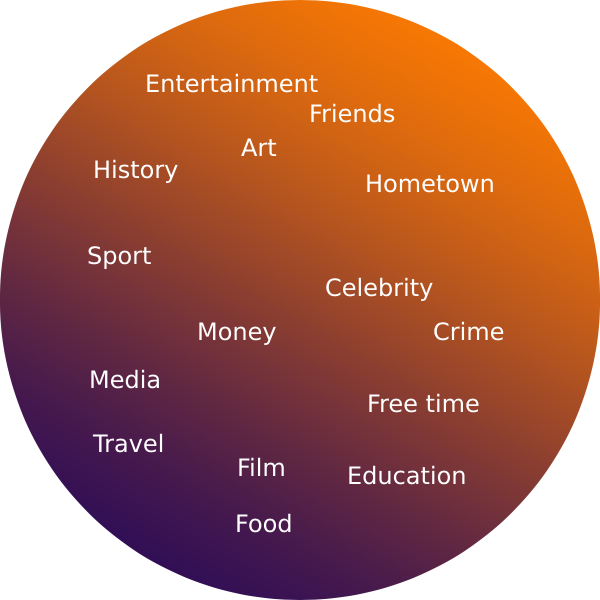 Entertainment
Friends
Art
History
Hometown
Sport
Celebrity
Money
Crime
Media
Free time
Travel
Film
Education
Food